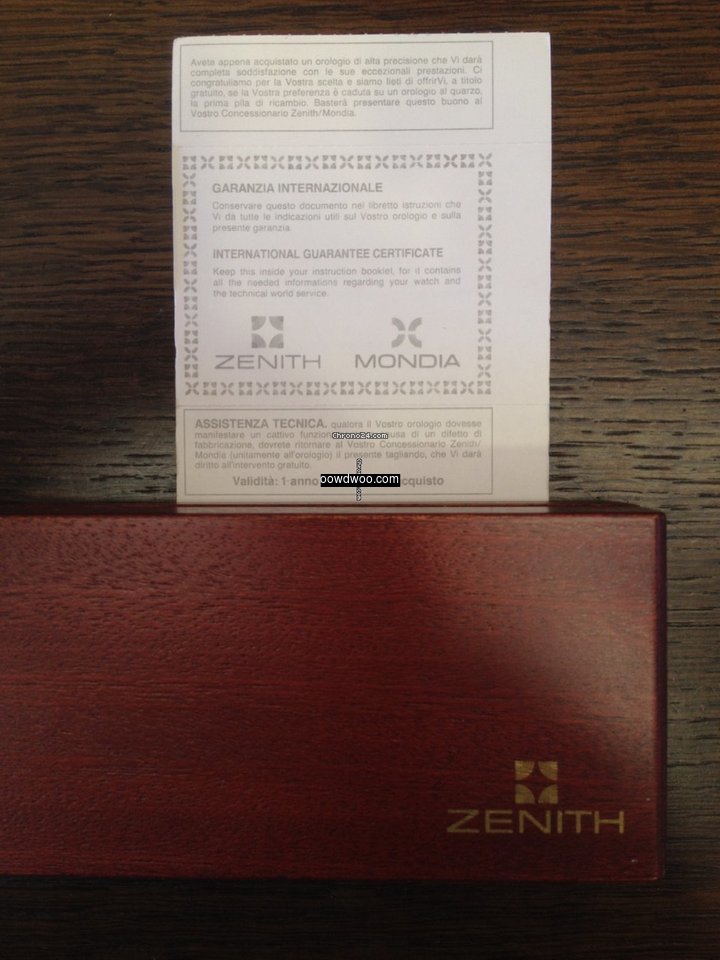 Avete appena acquistato un orologio di alta precisione che Vi darà
completa soddisfazione con le sue eccezionali prestazioni. Ci
congratuliamo per la Vostra scelta e siamo lieti di offrirVi, a titolo
gratuito, se la Vostra preferenza è caduta su un orologio al quarzo,
la prima pila di ricambio. Basterà presentare questo buono al
Vostro Concessionario Zenith/Mondia.
GARANZIA INTERNAZIONALE
Conservare questo documento nel libretto istruzioni che
Vi dà tutte le indicazioni utili sul Vostro orologio e sulla
presente garanzia.
INTERNATIONAL GUARANTEE CERTIFICATE
Keep this inside your instruction booklet, for it contains
all the needed informations regarding your watch and
the technical world service.
ZENITH MONDIA
ASSISTENZA TECNICA, qualora il Vostro orologio dovesse
manifestare un cattivo di un difetto di
Chrono24.com
fabbricazione, dovrete ritornare al Vostro Concessionario Zenith/
Mondia (unitamente all'orologio) il presente tagliando, che Vi darà
diritto all'intervento gratuito.
Validità: 1 anno
oowdwoo.com
ZENITH